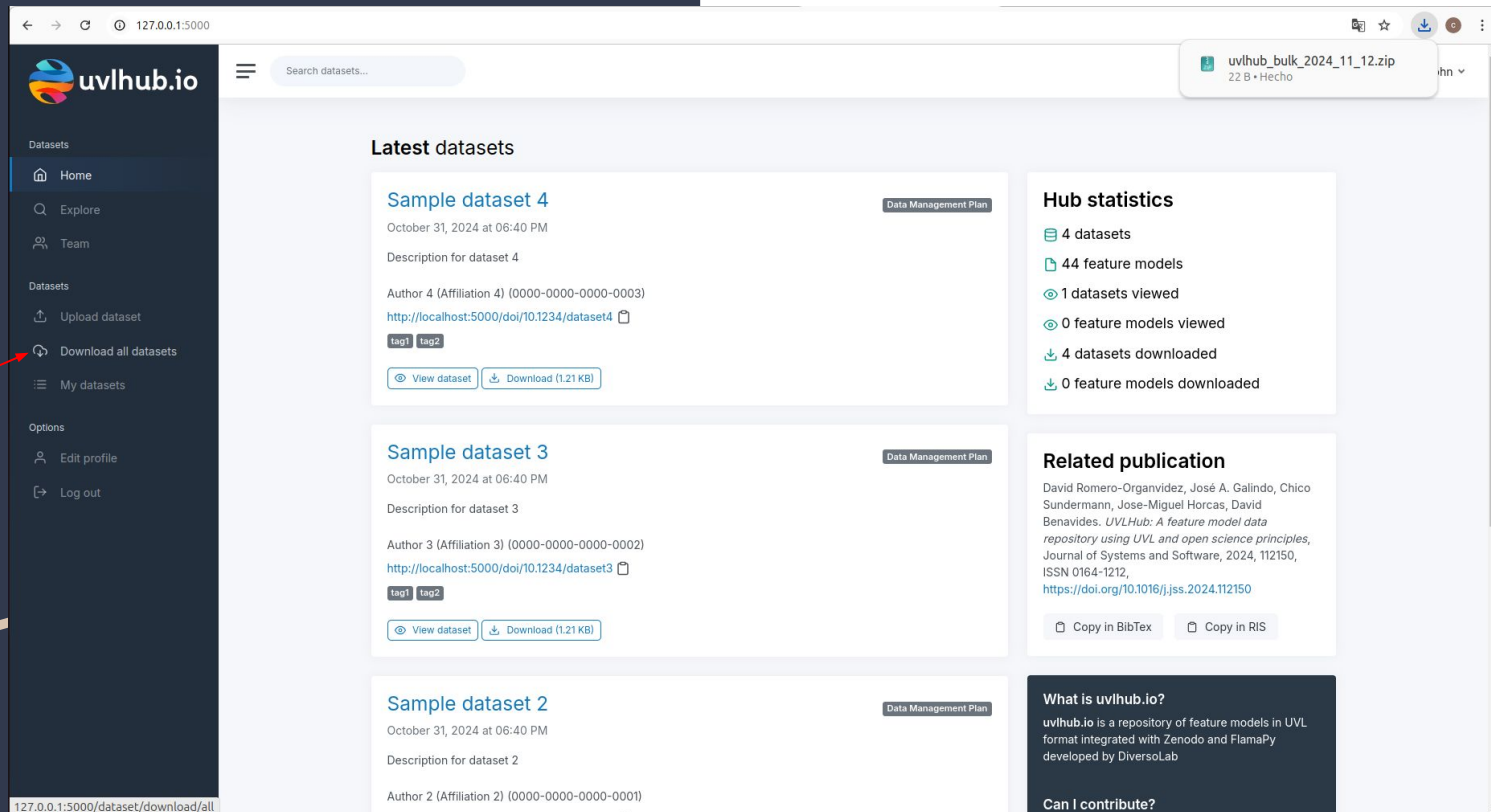 127.0.0.1:5000
uvlhub_bulk_2024_11_12.zip
22 B • Hecho
uvlhub.io
Search datasets...
ohn
Datasets
Home
Explore
Team
Datasets
Upload dataset
Download all datasets
My datasets
Options
Edit profile
Log out
Latest datasets
Sample dataset 4
Data Management Plan
October 31, 2024 at 06:40 PM
Description for dataset 4
Author 4 (Affiliation 4) (0000-0000-0000-0003)
http://localhost:5000/doi/10.1234/dataset4
tag1 tag2
View dataset Download (1.21 KB)
Sample dataset 3
Data Management Plan
October 31, 2024 at 06:40 PM
Description for dataset 3
Author 3 (Affiliation 3) (0000-0000-0000-0002)
http://localhost:5000/doi/10.1234/dataset3
tag1 tag2
View dataset Download (1.21 KB)
Sample dataset 2
Data Management Plan
October 31, 2024 at 06:40 PM
Description for dataset 2
Author 2 (Affiliation 2) (0000-0000-0000-0001)
Hub statistics
4 datasets
44 feature models
1 datasets viewed
0 feature models viewed
4 datasets downloaded
0 feature models downloaded
Related publication
David Romero-Organvidez, José A. Galindo, Chico
Sundermann, Jose-Miguel Horcas, David
Benavides. UVLHub: A feature model data
repository using UVL and open science principles,
Journal of Systems and Software, 2024, 112150,
ISSN 0164-1212,
https://doi.org/10.1016/j.jss.2024.112150
Copy in BibTex Copy in RIS
What is uvlhub.io?
uvlhub.io is a repository of feature models in UVL
format integrated with Zenodo and FlamaPy
developed by DiversoLab
Can I contribute?
127.0.0.1:5000/dataset/download/all